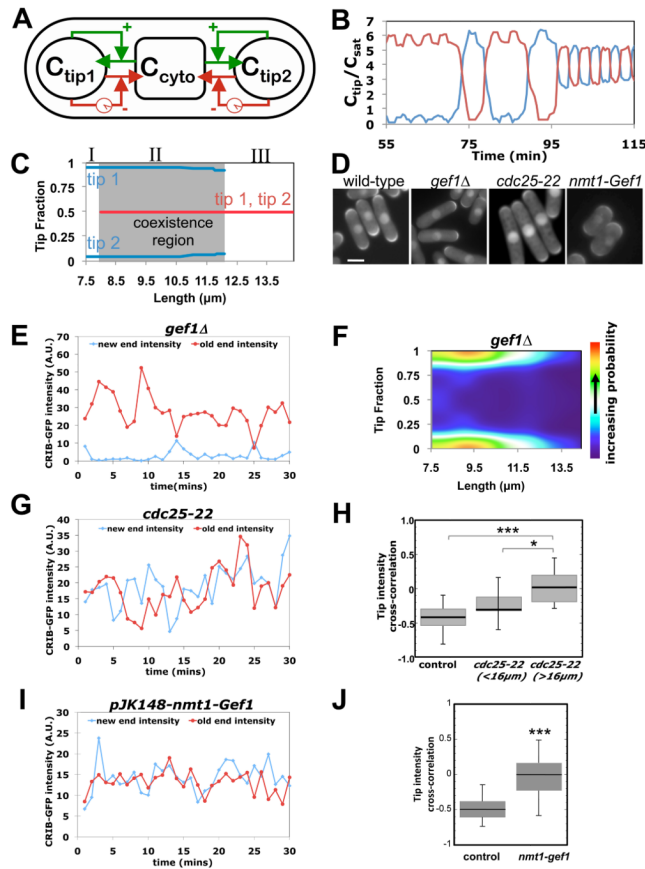 A
+
+
C tip1
C cyto
C tip2
-
-
B
C tip / C sat
7
6
5
4
3
2
1
0
55
75
95
115
Time (min)
C
I
II
III
Tip Fraction
1
0.75
0.5
0.25
0
tip 1
tip 1, tip 2
coexistence
region
tip 2
7.5
8.5
9.5
10.5
11.5
12.5
13.5
Length (µm)
D
wild-type
gef1Δ
cdc25-22
nmt1-Gef1
E
gef1Δ
new end intensity
old end intensity
CRIB-GFP intensity (A.U.)
70
60
50
40
30
20
10
0
0
5
10
15
20
25
30
time(mins)
F
gef1Δ
Tip Fraction
1.00
0.75
0.50
0.25
0
7.5
9.5
11.5
13.5
Length (µm)
increasing probability
G
cdc25-22
new end intensity
old end intensity
CRIB-GFP intensity (A.U.)
40
35
30
25
20
15
10
5
0
0
5
10
15
20
25
30
time(mins)
H
Tip intensity
cross-correlation
1.0
0.5
0
-0.5
-1.0
***
*
control
cdc25-22
(<16µm)
cdc25-22
(>16µm)
I
pJK148-nmt1-Gef1
new end intensity
old end intensity
CRIB-GFP intensity (A.U.)
30
25
20
15
10
5
0
0
5
10
15
20
25
30
time(mins)
J
Tip intensity
cross-correlation
1
0.5
0
-0.5
-1
***
control
nmt1-gef1